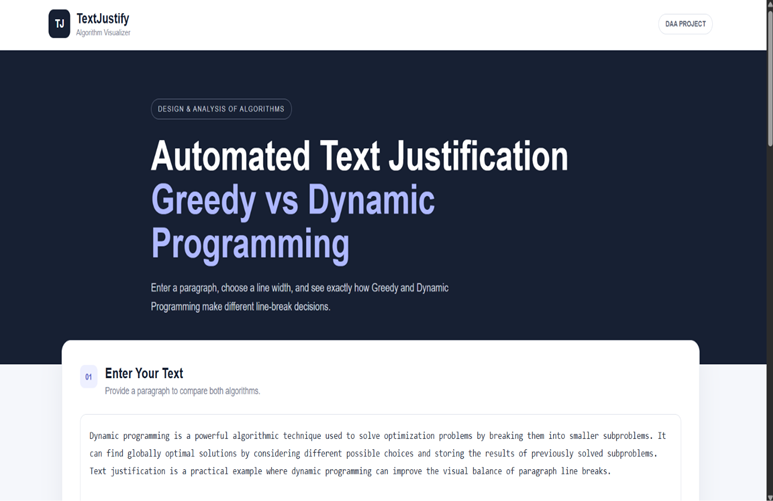 TJ
TextJustify
Algorithm Visualizer
DAA PROJECT
DESIGN & ANALYSIS OF ALGORITHMS
Automated Text Justification
Greedy vs Dynamic
Programming
Enter a paragraph, choose a line width, and see exactly how Greedy and Dynamic
Programming make different line-break decisions.
01
Enter Your Text
Provide a paragraph to compare both algorithms.
Dynamic programming is a powerful algorithmic technique used to solve optimization problems by breaking them into smaller subproblems. It
can find globally optimal solutions by considering different possible choices and storing the results of previously solved subproblems.
Text justification is a practical example where dynamic programming can improve the visual balance of paragraph line breaks.